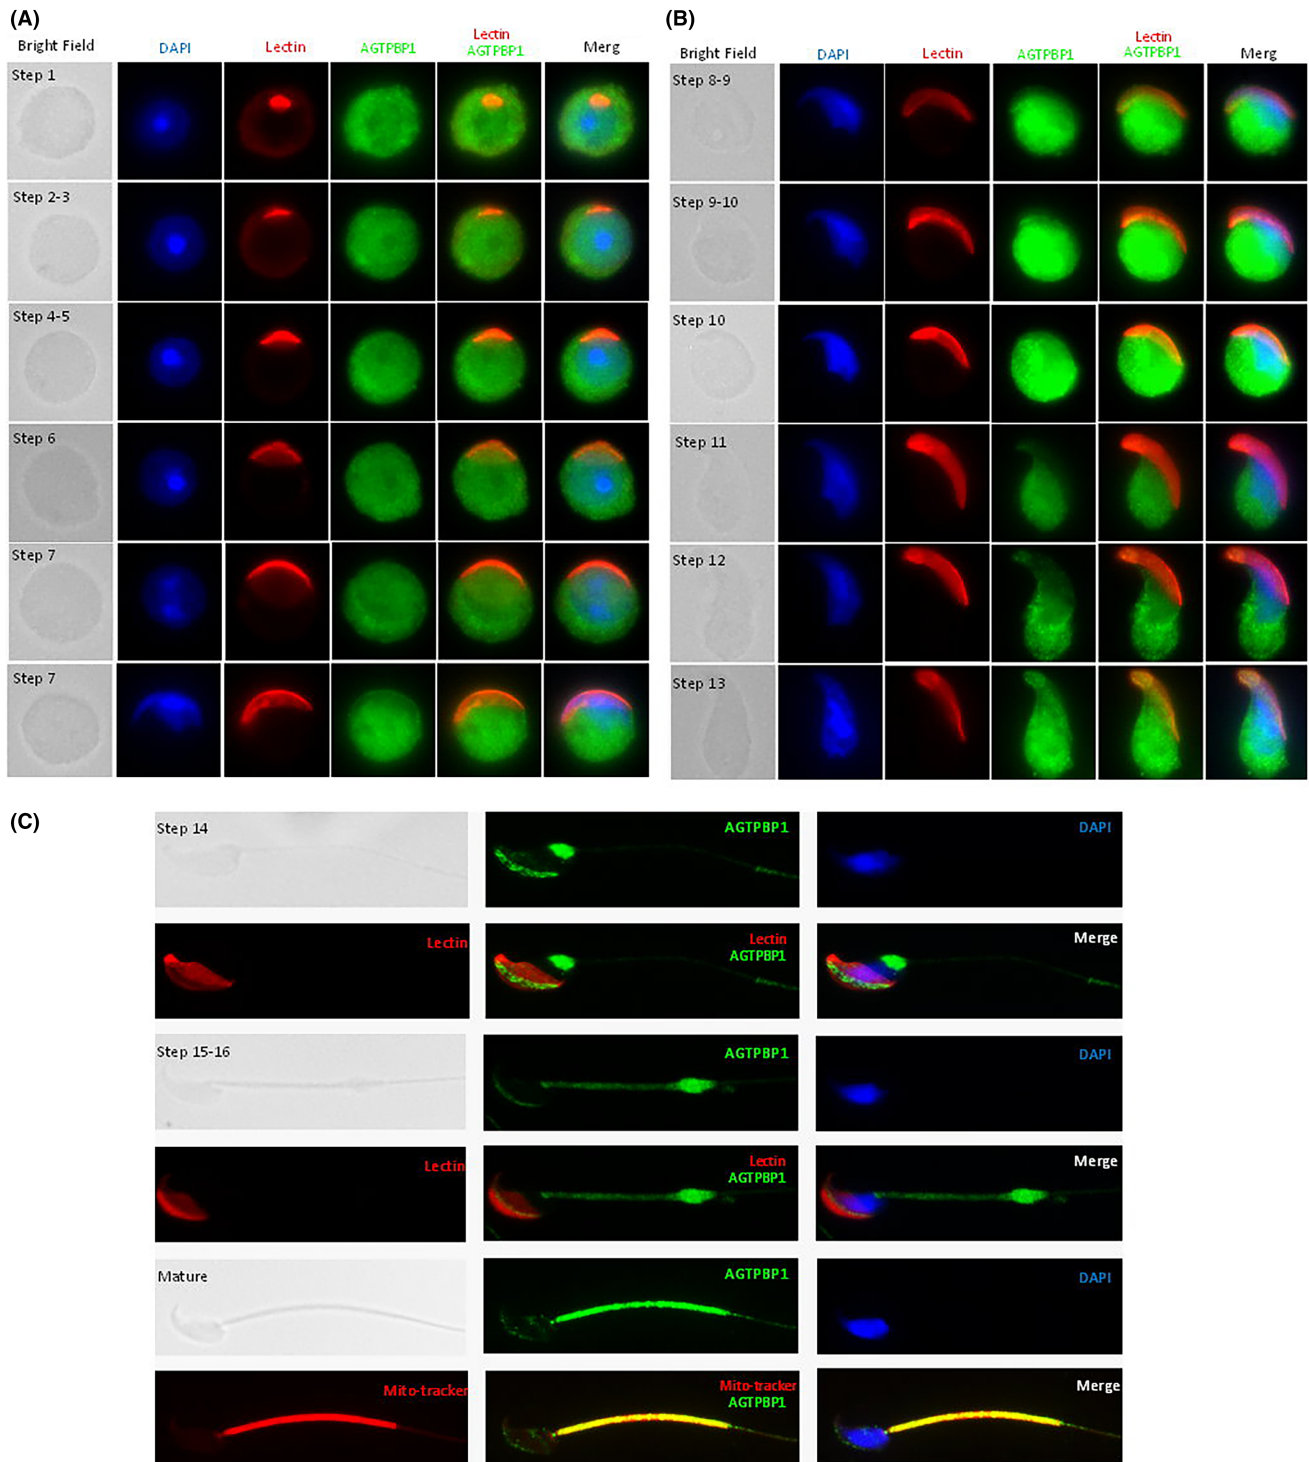 (A)
Bright Field
DAPI
Lectin
AGTPBP1
Lectin
AGTPBP1
Merg
Step 1
Step 2-3
Step 4-5
Step 6
Step 7
Step 7
(B)
Bright Field
DAPI
Lectin
AGTPBP1
Lectin
AGTPBP1
Merg
Step 8-9
Step 9-10
Step 10
Step 11
Step 12
Step 13
(C)
Step 14
AGTPBP1
DAPI
Lectin
Lectin
AGTPBP1
Merge
Step 15-16
AGTPBP1
DAPI
Lectin
Lectin
AGTPBP1
Merge
Mature
AGTPBP1
DAPI
Mito-tracker
Mito-tracker
AGTPBP1
Merge